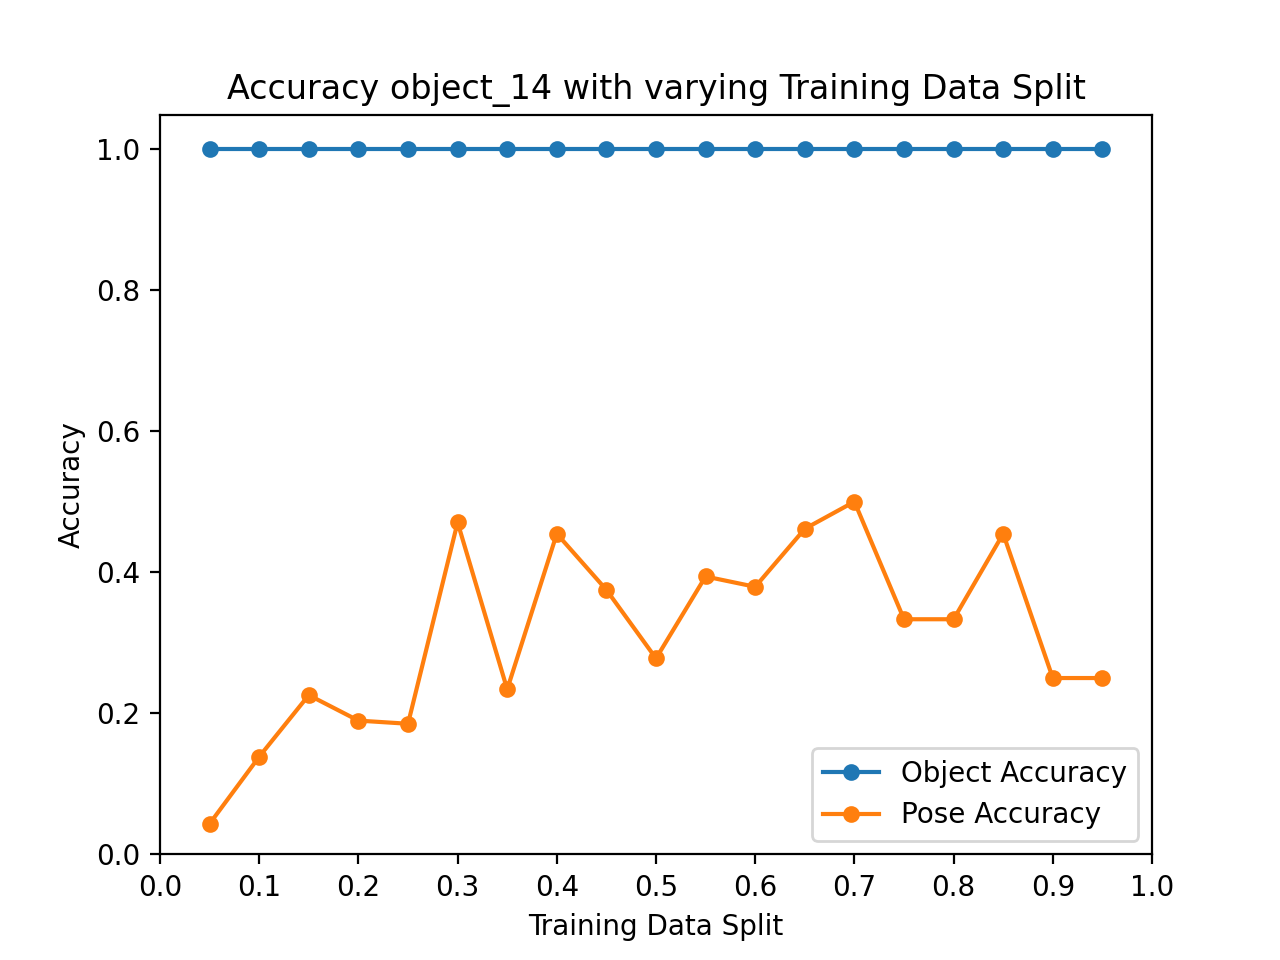 Accuracy object_14 with varying Training Data Split
1.0
0.8
0.6
0.4
0.2
0.0
Accuracy
Object Accuracy
Pose Accuracy
0.0 0.1 0.2 0.3 0.4 0.5 0.6 0.7 0.8 0.9 1.0
Training Data Split